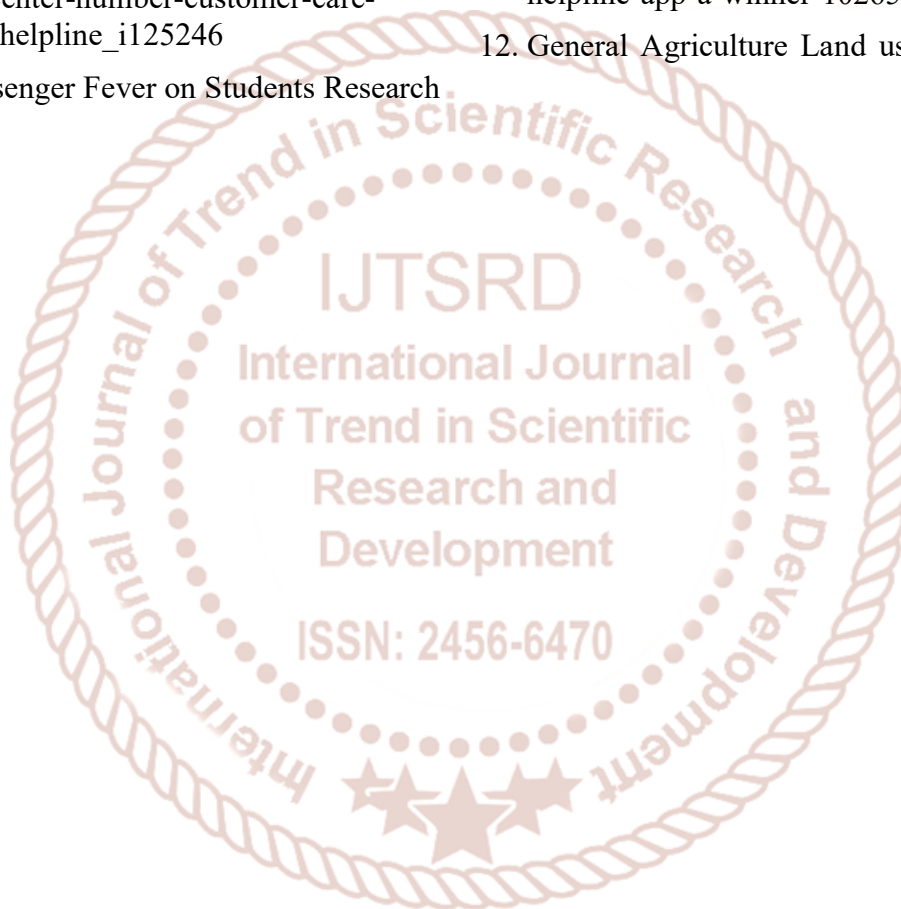 enter-number-customer-care-
helpline_i125246
senger Fever on Students Research
helpline-app-a-winner
12. General Agriculture Land us
International Journal of Trend in Scientific Research and Development
IJTSRD
International Journal
of Trend in Scientific
Research and
Development
ISSN: 2456-6470